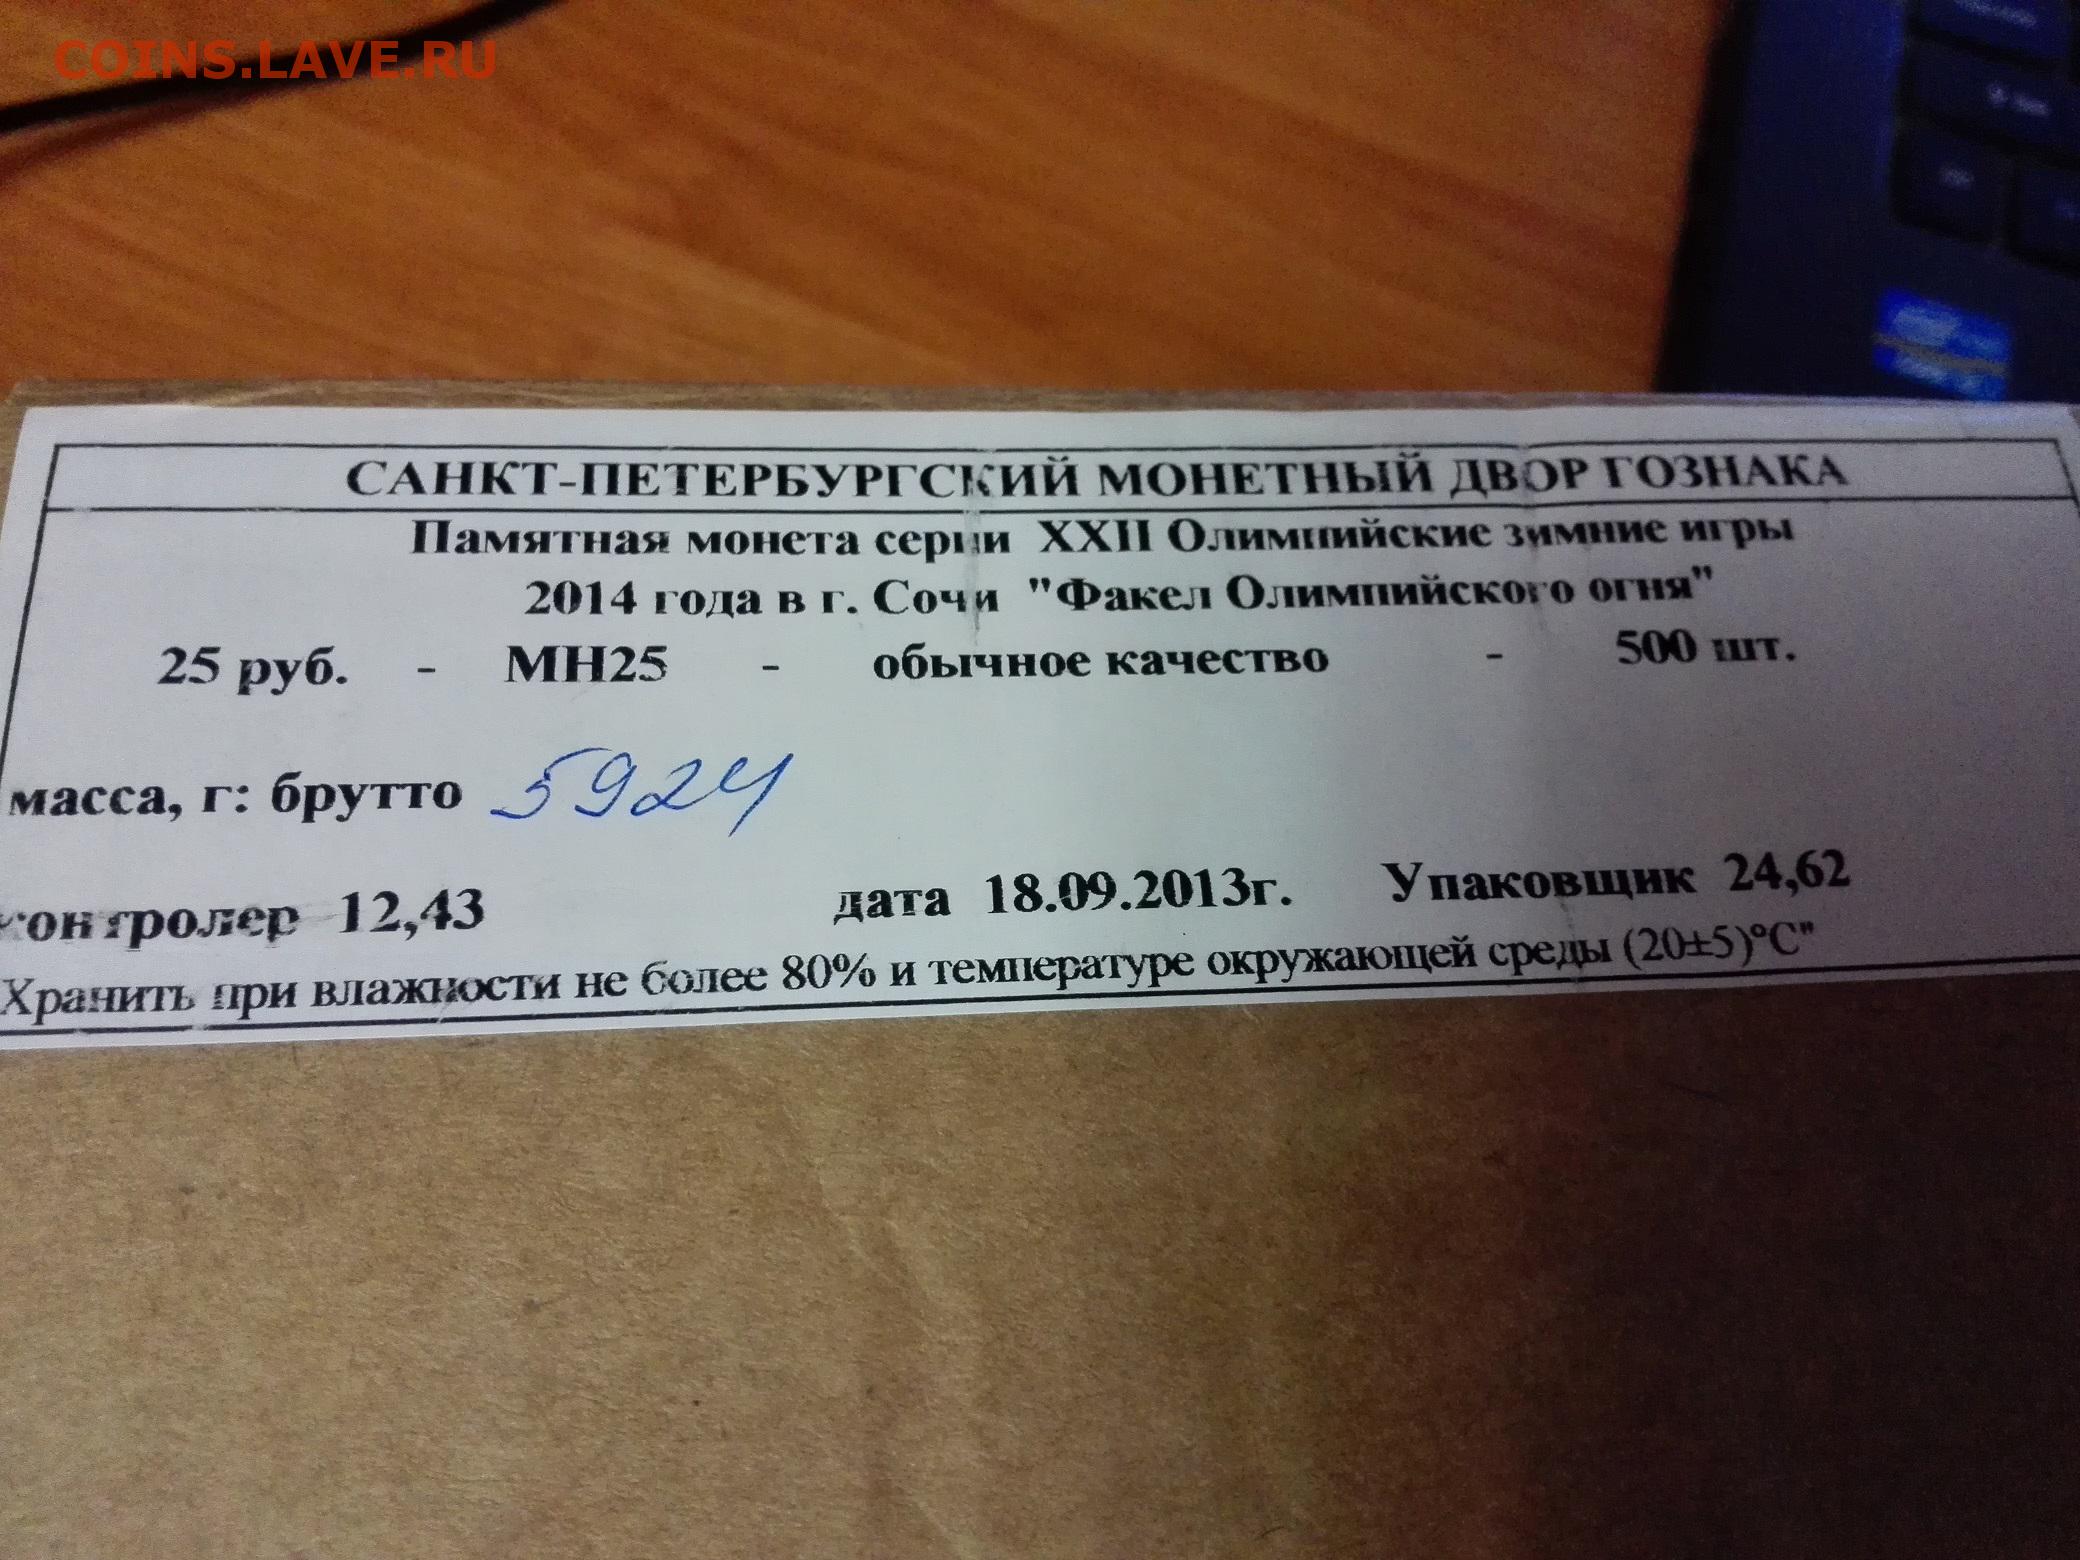 COINS.LAVE.RU
САНКТ-ПЕТЕРБУРГСКИЙ МОНЕТНЫЙ ДВОР ГОЗНАКА
Памятная монета серии XXII Олимпийские зимние игры
2014 года в г. Сочи "Факел Олимпийского огня"
25 руб. - МН25 - обычное качество - 500 шт.
масса, г: брутто 5924
контролер 12,43 дата 18.09.2013г. Упаковщик 24,62
Хранить при влажности не более 80% и температуре окружающей среды (20±5)°С"